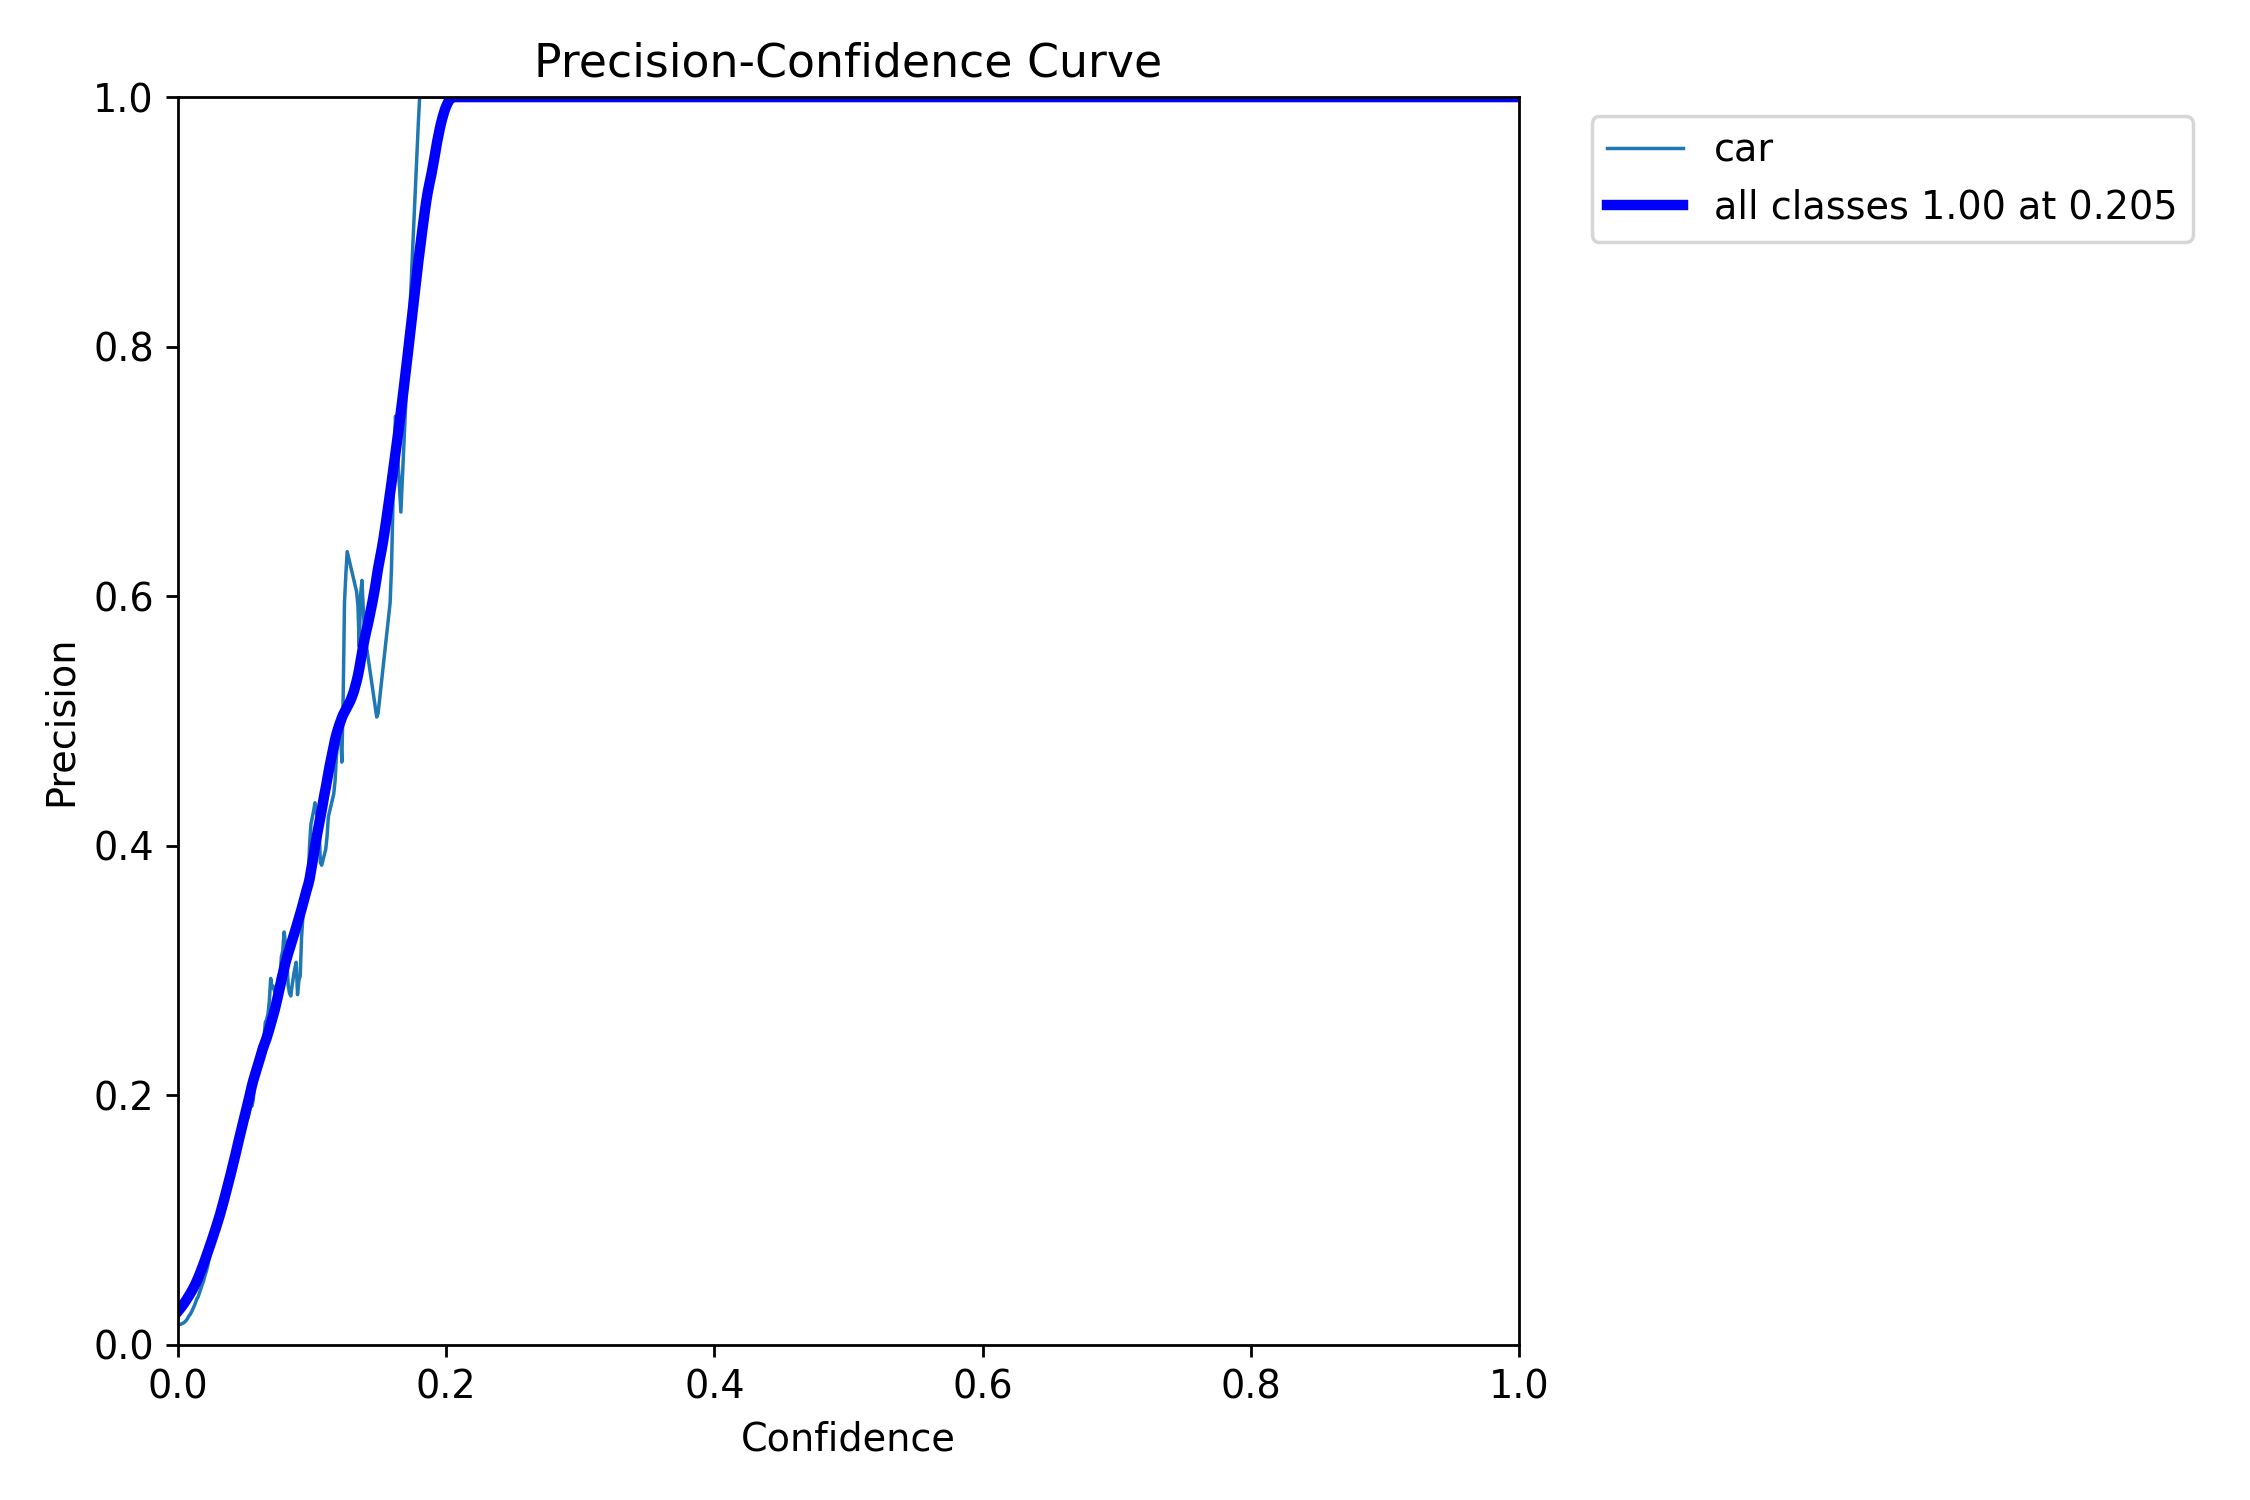 Precision-Confidence Curve
car
all classes 1.00 at 0.205
1.0
0.8
0.6
0.4
0.2
0.0
Precision
0.0 0.2 0.4 0.6 0.8 1.0
Confidence